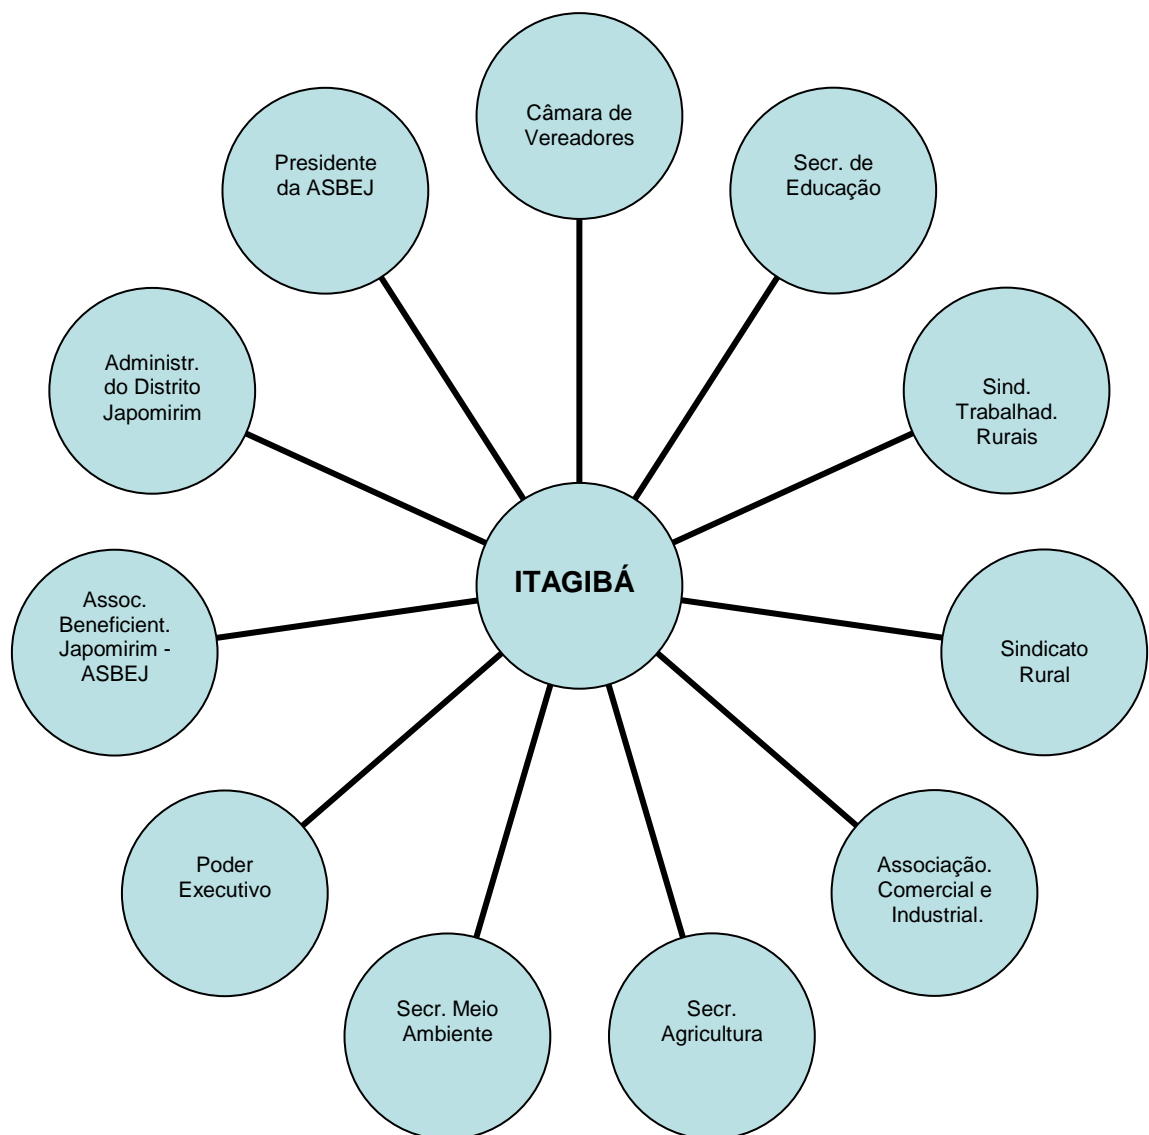 Câmara de
Vereadores
Presidente
da ASBEJ
Secr. de
Educação
Administr.
do Distrito
Japomirim
Sind.
Trabalhad.
Rurais
ITAGIBÁ
Assoc.
Beneficient.
Japomirim -
ASBEJ
Sindicato
Rural
Poder
Executivo
Associação.
Comercial e
Industrial.
Secr. Meio
Ambiente
Secr.
Agricultura